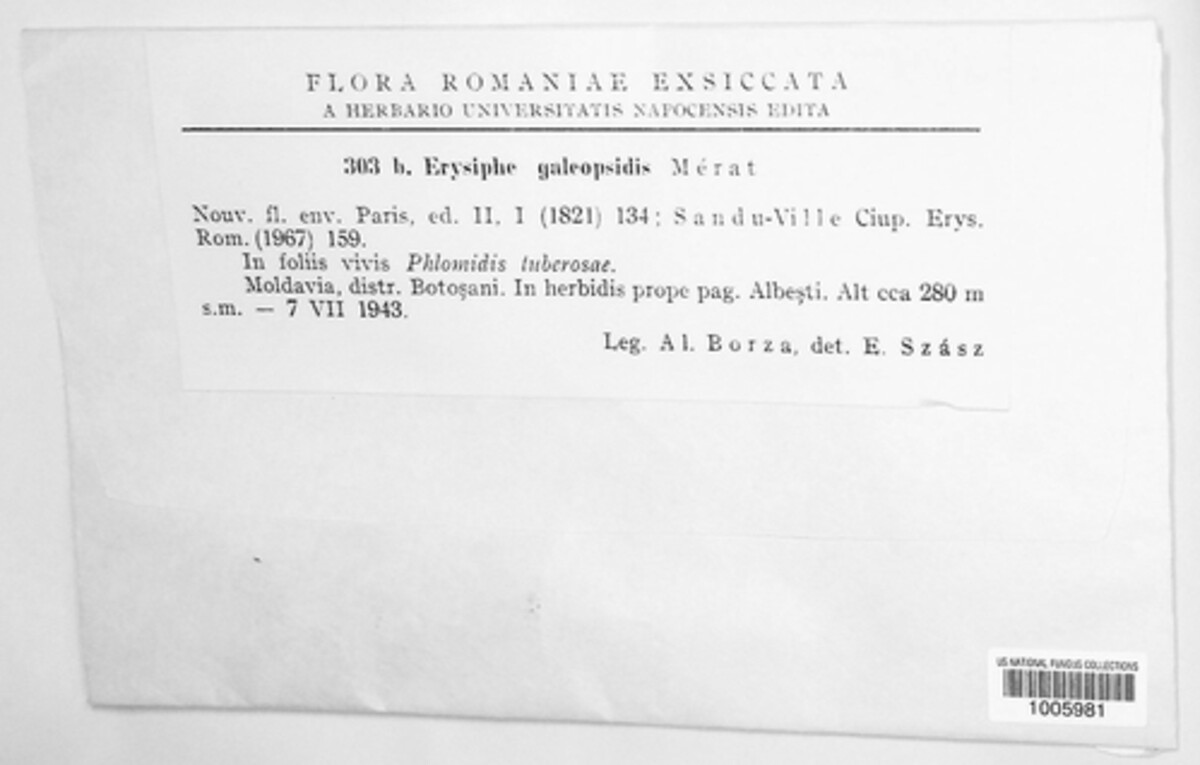 FLORA ROMANIAE EXSICCATA
A HERBARIO UNIVERSITATIS NAPOCENSIS EDITA
303 b. Erysiphe galeopsidis Mérat
Nouv. fl. env. Paris, ed. II, I (1821) 134; Sandu-Ville Ciup. Erys.
Rom. (1967) 159.
In foliis vivis Phlomidis tuberosae.
Moldavia, distr. Botoşani. In herbidis prope pag. Albeşti. Alt cca 280 m
s.m. — 7 VII 1943.
Leg. Al. Borza, det. E. Szász
US NATIONAL FUNGUS COLLECTIONS
1005981